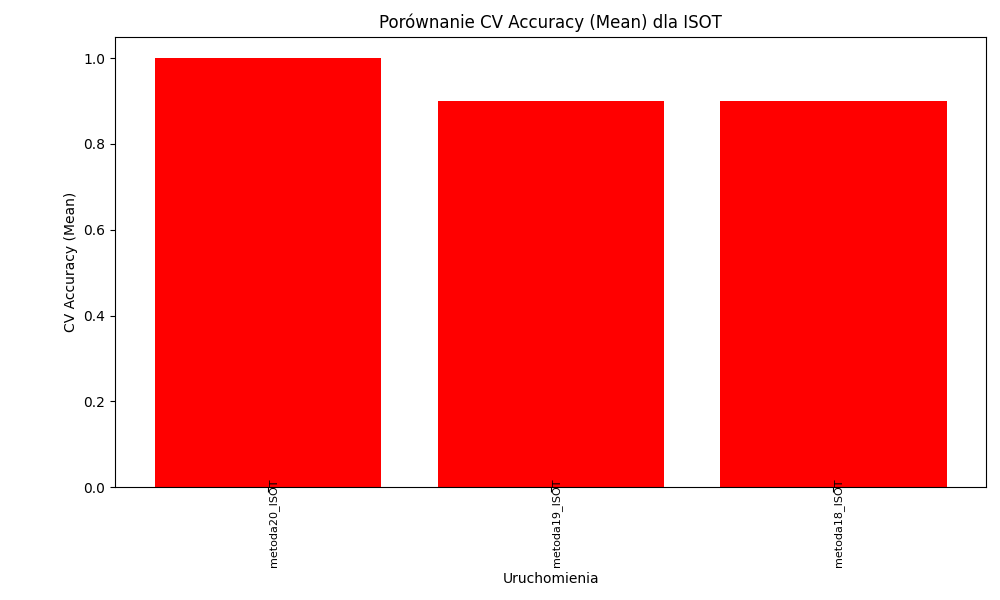 Porównanie CV Accuracy (Mean) dla ISOT
CV Accuracy (Mean)
1.0
0.8
0.6
0.4
0.2
0.0
metoda20_ISOT
metoda19_ISOT
metoda18_ISOT
Uruchomienia